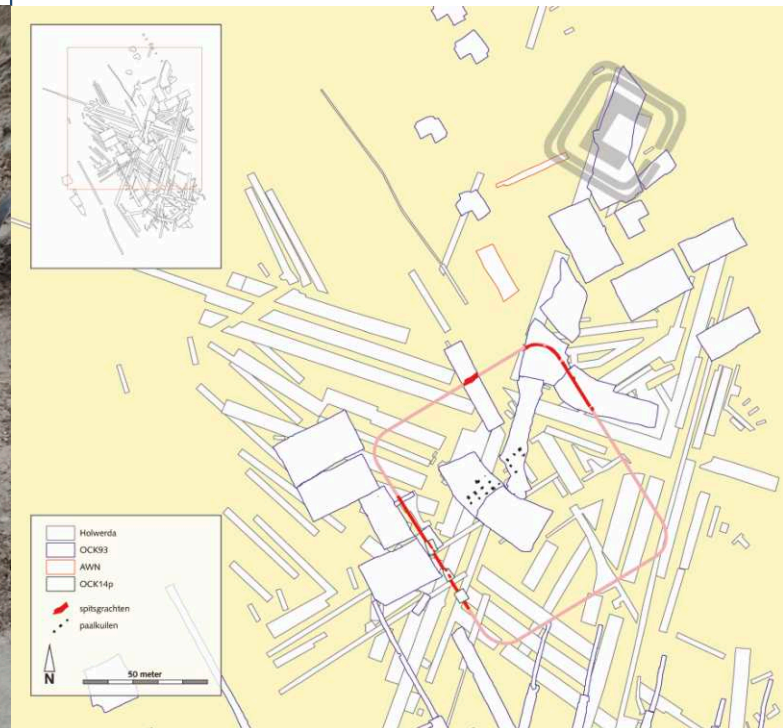 Holwerda
OCK93
AWN
OCK14p
spitsgrachten
paalkuilen
N
50 meter